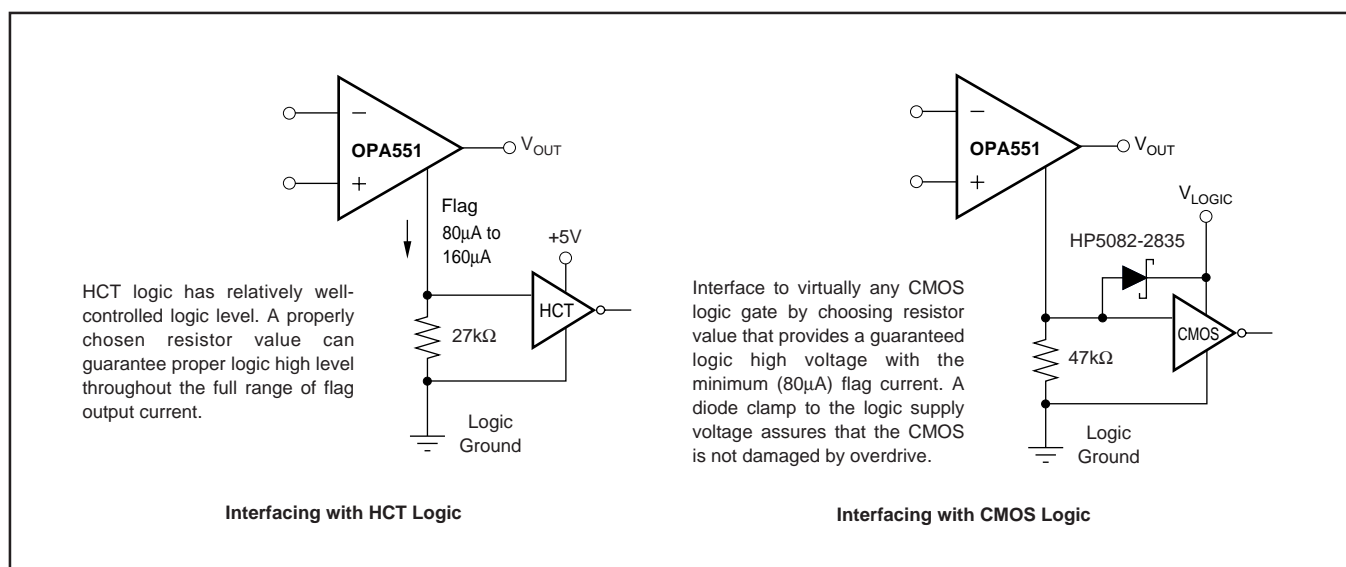 −
OPA551
+
V_OUT
Flag
80µA to
160µA
+5V
HCT
27kΩ
Logic
Ground
HCT logic has relatively well-
controlled logic level. A properly
chosen resistor value can
guarantee proper logic high level
throughout the full range of flag
output current.
Interfacing with HCT Logic
−
OPA551
+
V_OUT
V_LOGIC
HP5082-2835
CMOS
47kΩ
Logic
Ground
Interface to virtually any CMOS
logic gate by choosing resistor
value that provides a guaranteed
logic high voltage with the
minimum (80µA) flag current. A
diode clamp to the logic supply
voltage assures that the CMOS
is not damaged by overdrive.
Interfacing with CMOS Logic